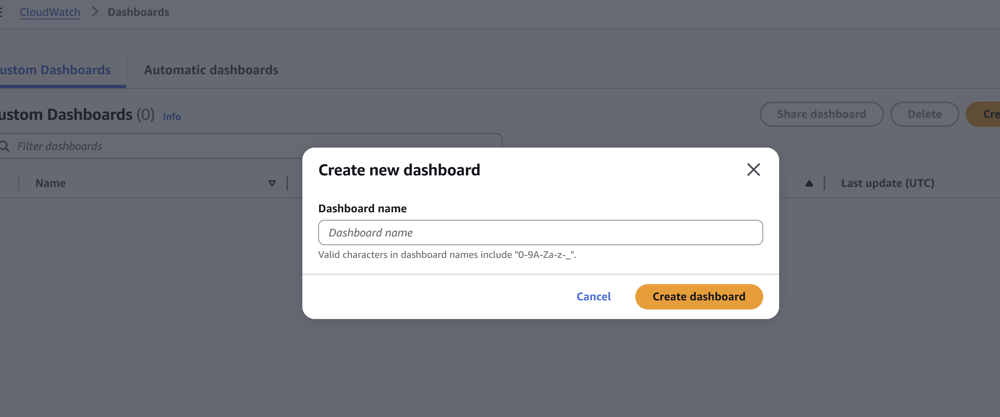 CloudWatch > Dashboards
ustom Dashboards
Automatic dashboards
ustom Dashboards (0) Info
Share dashboard
Delete
Cre
Filter dashboards
Name
Last update (UTC)
Create new dashboard
Dashboard name
Dashboard name
Valid characters in dashboard names include "0-9A-Za-z-_".
Cancel
Create dashboard